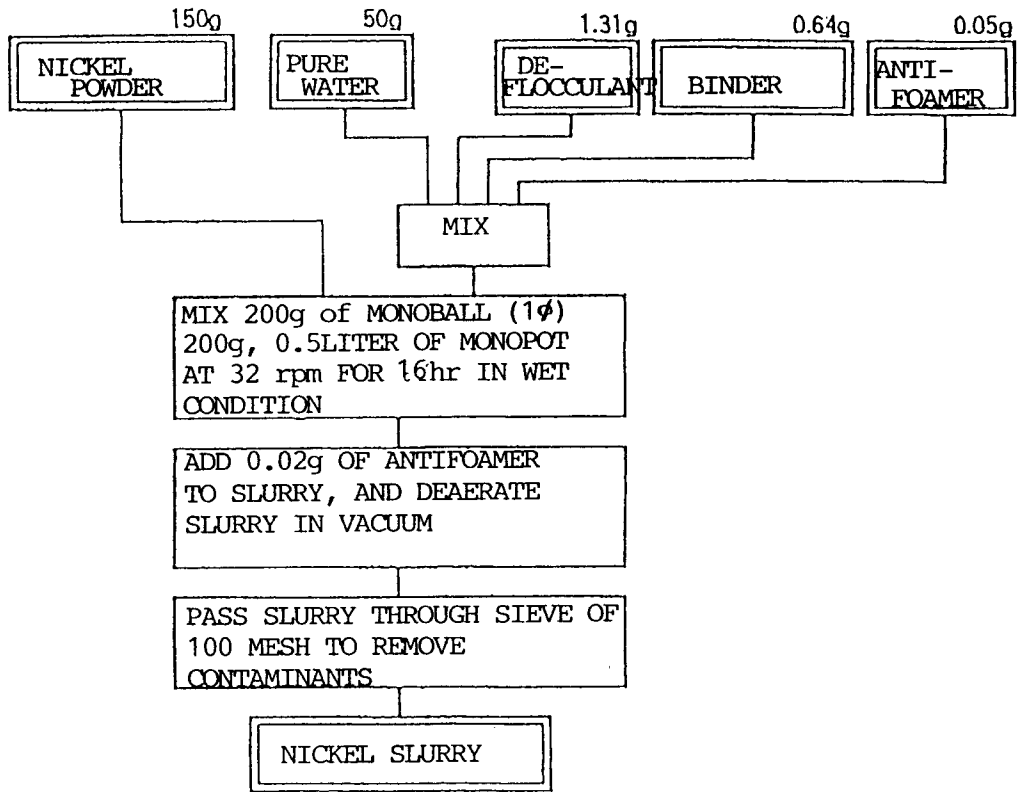 150g
50g
1.31g
0.64g
0.05g
NICKEL
POWDER
PURE
WATER
DE-
FLOCCULANT
BINDER
ANTI-
FOAMER
MIX
MIX 200g of MONOBALL (1ϕ)
200g, 0.5LITER OF MONOPOT
AT 32 rpm FOR 16hr IN WET
CONDITION
ADD 0.02g OF ANTIFOAMER
TO SLURRY, AND DEAERATE
SLURRY IN VACUUM
PASS SLURRY THROUGH SIEVE OF
100 MESH TO REMOVE
CONTAMINANTS
NICKEL SLURRY